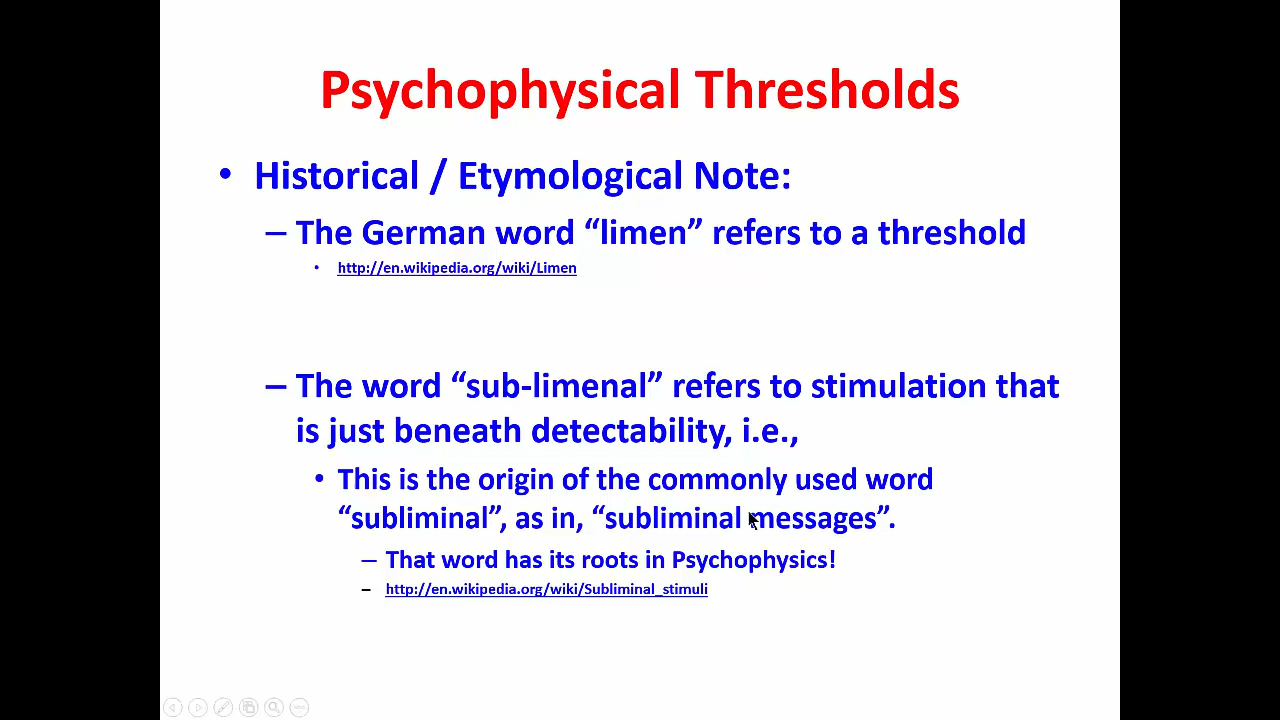 Psychophysical Thresholds
• Historical / Etymological Note:
– The German word “limen” refers to a threshold
• http://en.wikipedia.org/wiki/Limen
– The word “sub-limenal” refers to stimulation that
is just beneath detectability, i.e.,
• This is the origin of the commonly used word
“subliminal”, as in, “subliminal messages”.
– That word has its roots in Psychophysics!
– http://en.wikipedia.org/wiki/Subliminal_stimuli